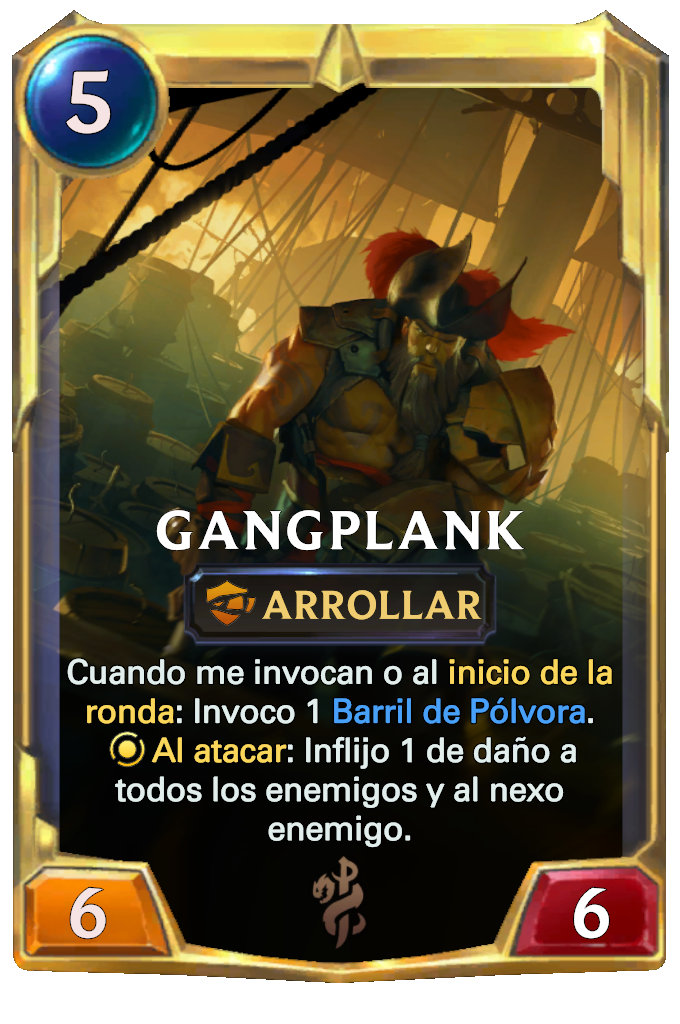 5
GANGPLANK
ARROLLAR
Cuando me invocan o al inicio de la
ronda: Invoco 1 Barril de Pólvora.
Al atacar: Inflijo 1 de daño a
todos los enemigos y al nexo
enemigo.
6
6